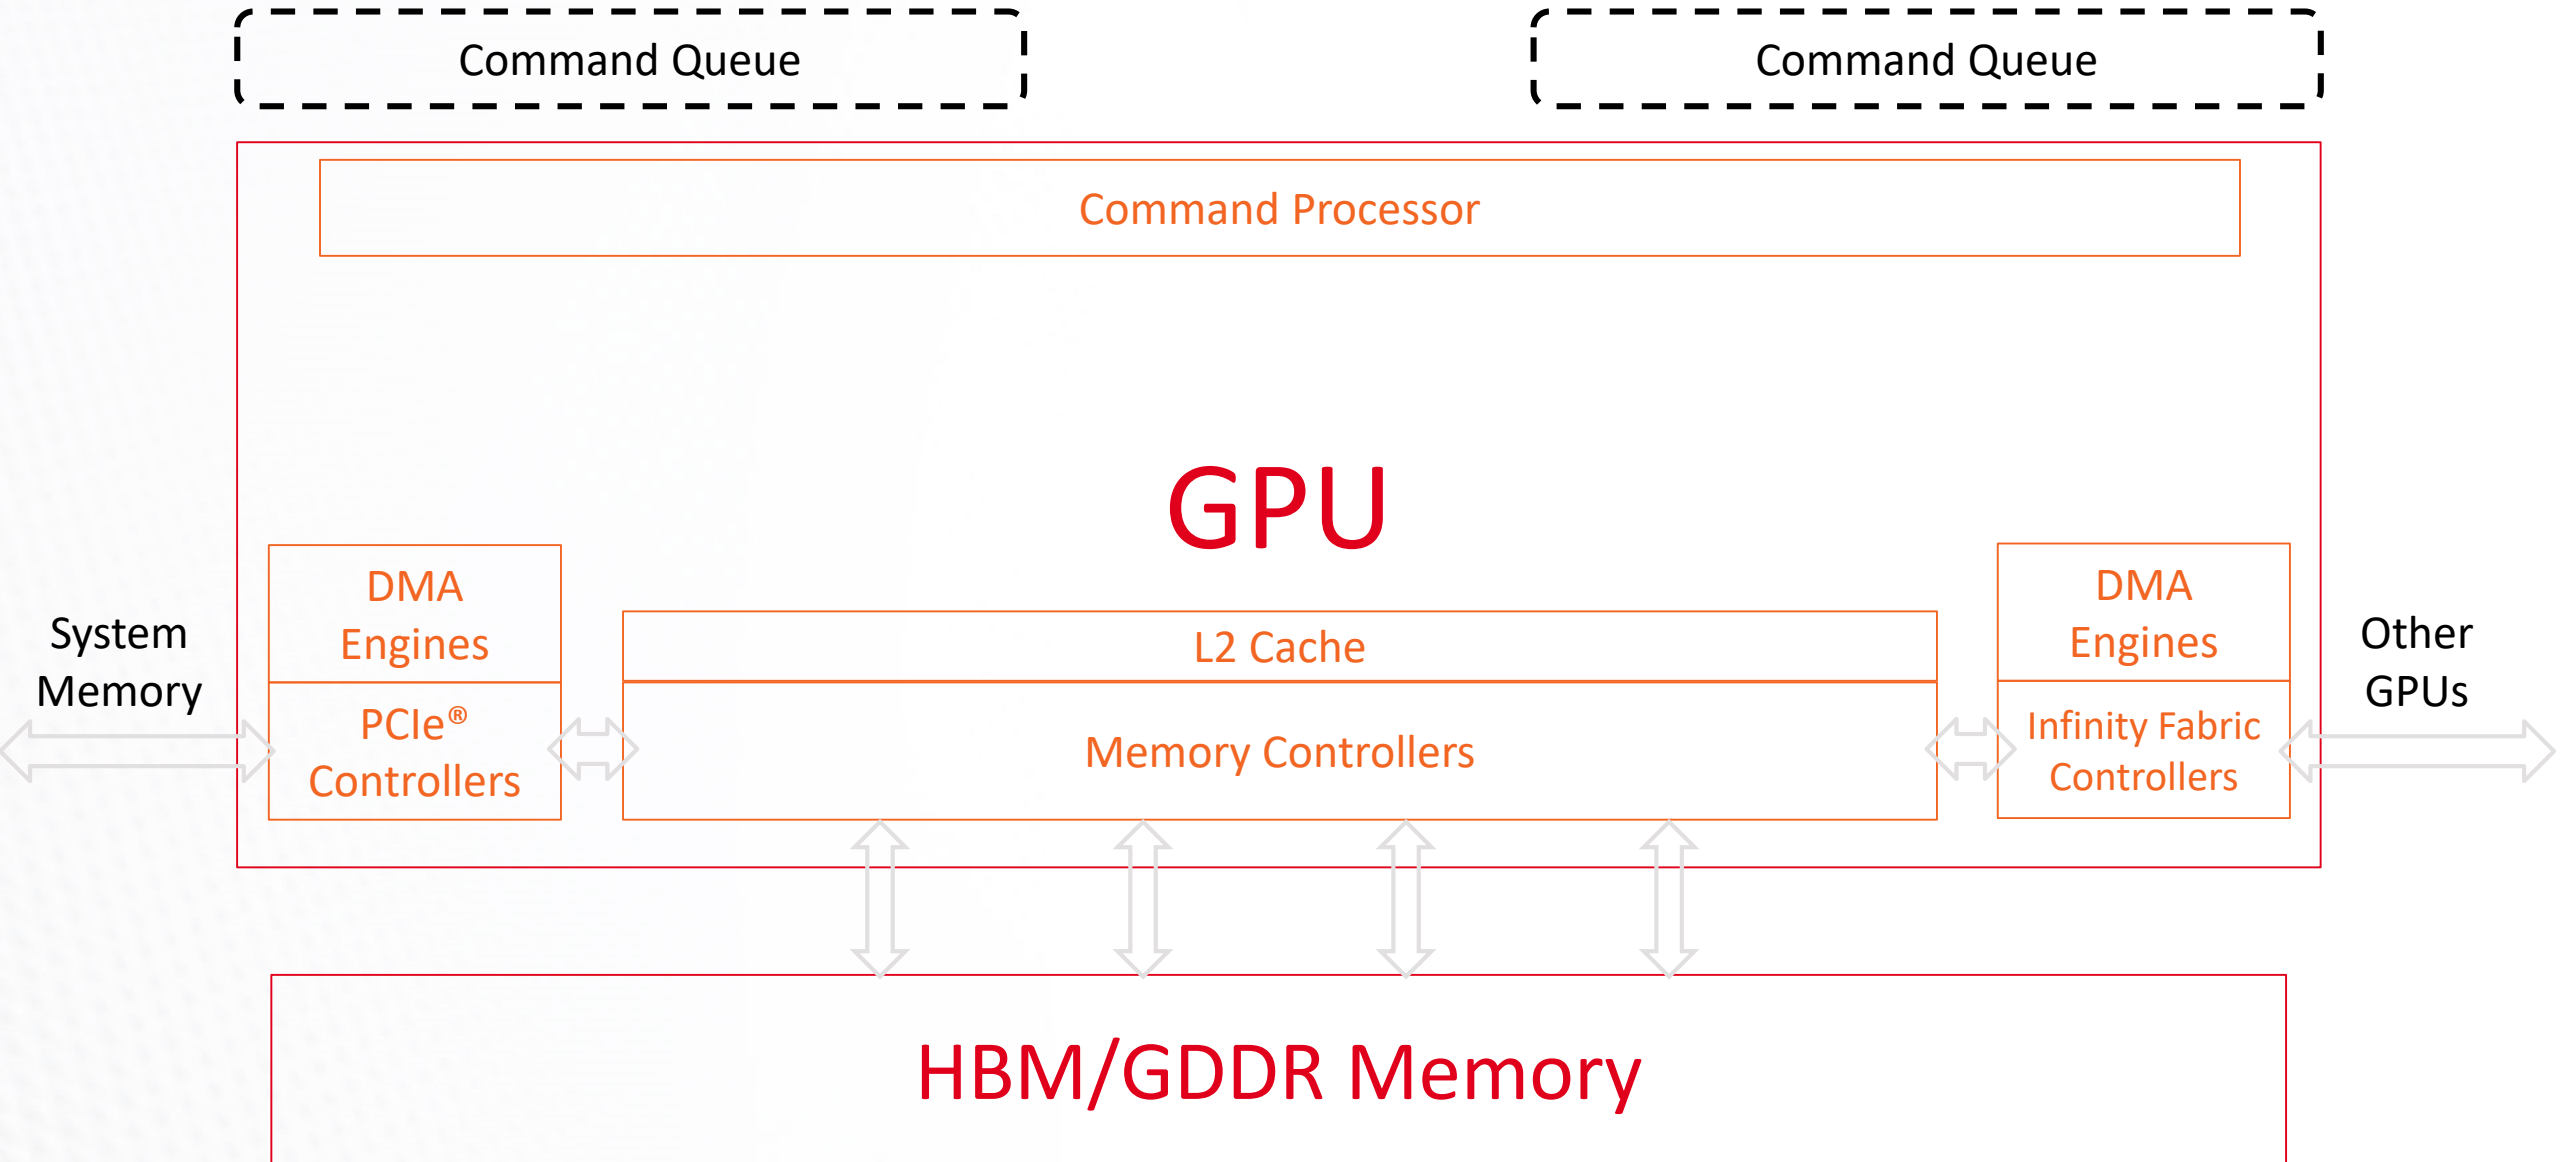 Command Queue
Command Queue
Command Processor
GPU
System
Memory
DMA
Engines
PCIe®
Controllers
L2 Cache
Memory Controllers
DMA
Engines
Infinity Fabric
Controllers
Other
GPUs
HBM/GDDR Memory